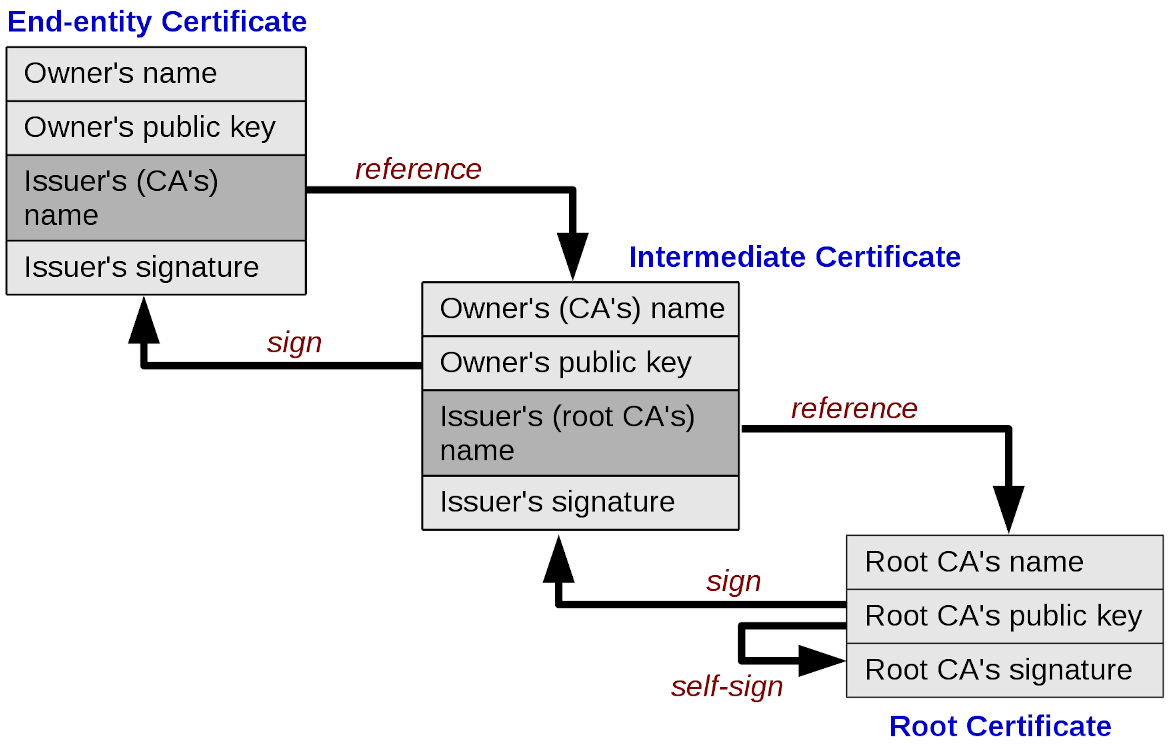 End-entity Certificate
Owner's name
Owner's public key
Issuer's (CA's)
name
Issuer's signature
reference
sign
Intermediate Certificate
Owner's (CA's) name
Owner's public key
Issuer's (root CA's)
name
Issuer's signature
reference
sign
self-sign
Root CA's name
Root CA's public key
Root CA's signature
Root Certificate